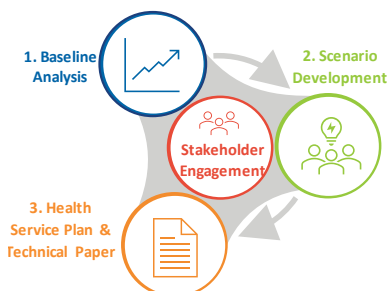 1. Baseline
Analysis
2. Scenario
Development
Stakeholder
Engagement
3. Health
Service Plan &
Technical Paper